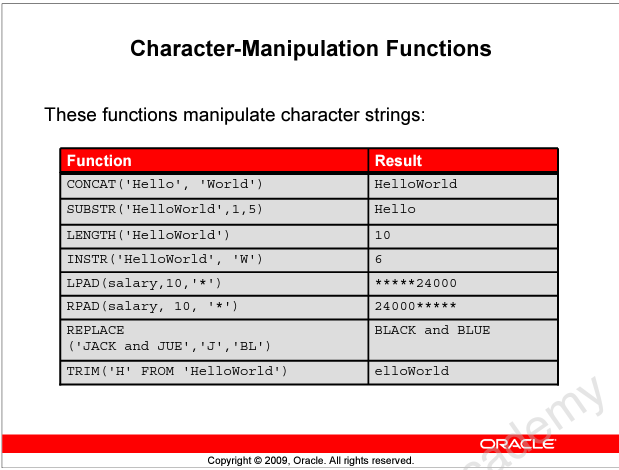 Character-Manipulation Functions
These functions manipulate character strings:
Function Result
CONCAT('Hello', 'World') HelloWorld
SUBSTR('HelloWorld',1,5) Hello
LENGTH('HelloWorld') 10
INSTR('HelloWorld', 'W') 6
LPAD(salary,10,'*') *****24000
RPAD(salary, 10, '*') 24000*****
REPLACE BLACK and BLUE
('JACK and JUE','J','BL')
TRIM('H' FROM 'HelloWorld') elloWorld
ORACLE
Copyright © 2009, Oracle. All rights reserved.